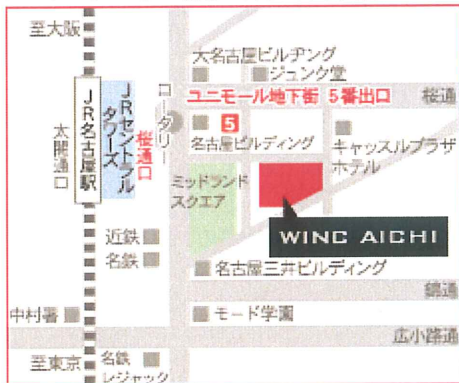 至大阪
大名古屋ビルヂング
ジュンク堂
ユニモール地下街 5番出口
桜通
ロータリー
JRセントラル
タワーズ
桜通口
JR名古屋駅
太閤通口
5
名古屋ビルディング
キャッスルプラザ
ホテル
ミッドランド
スクエア
WINC AICHI
近鉄
名鉄
名古屋三井ビルディング
錦通
中村署
モード学園
広小路通
至東京
名鉄
レジャック